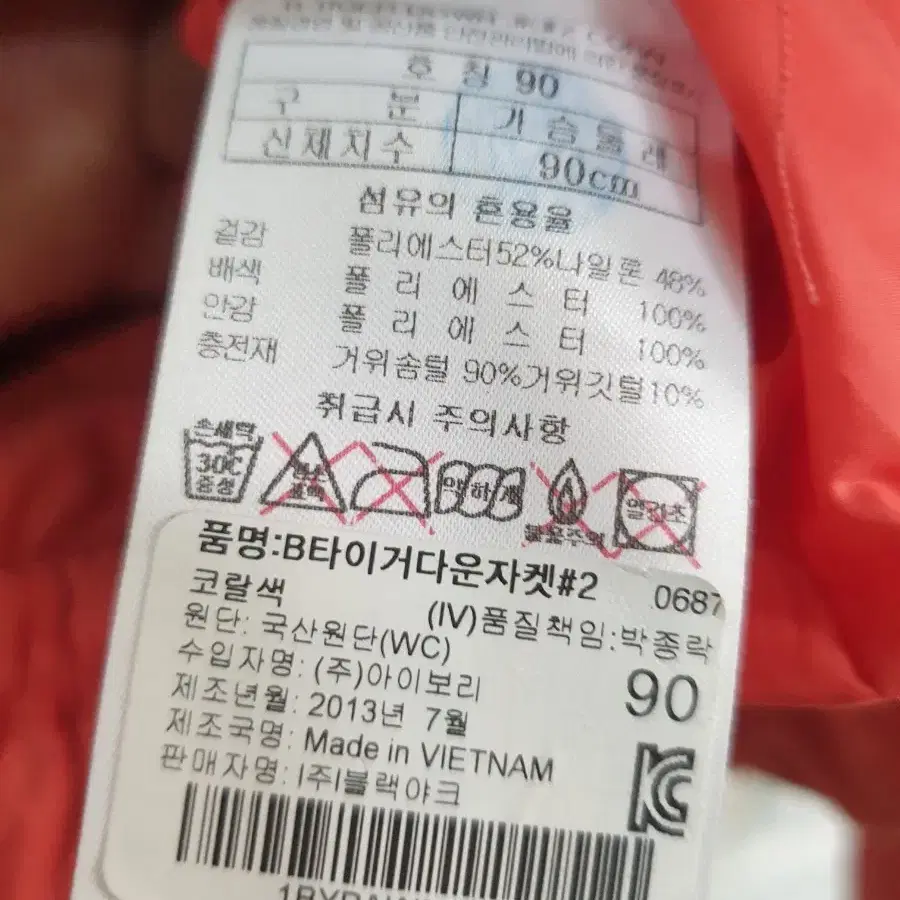 호 칭 90
구 분 가 슴 둘 레
신체치수 90cm
섬유의 혼용율
겉감 폴리에스터52%나일론 48%
배색 폴 리 에 스 터 100%
안감 폴 리 에 스 터 100%
충전재 거위솜털 90%거위깃털10%
취급시 주의사항
손세탁
30℃
중성
약하게
품명:B타이거다운자켓#2 0687
코랄색 (IV)품질책임:박종락
원단: 국산원단(WC)
수입자명: (주)아이보리 90
제조년월: 2013년 7월
제조국명: Made in VIETNAM
판매자명: |주|블랙야크